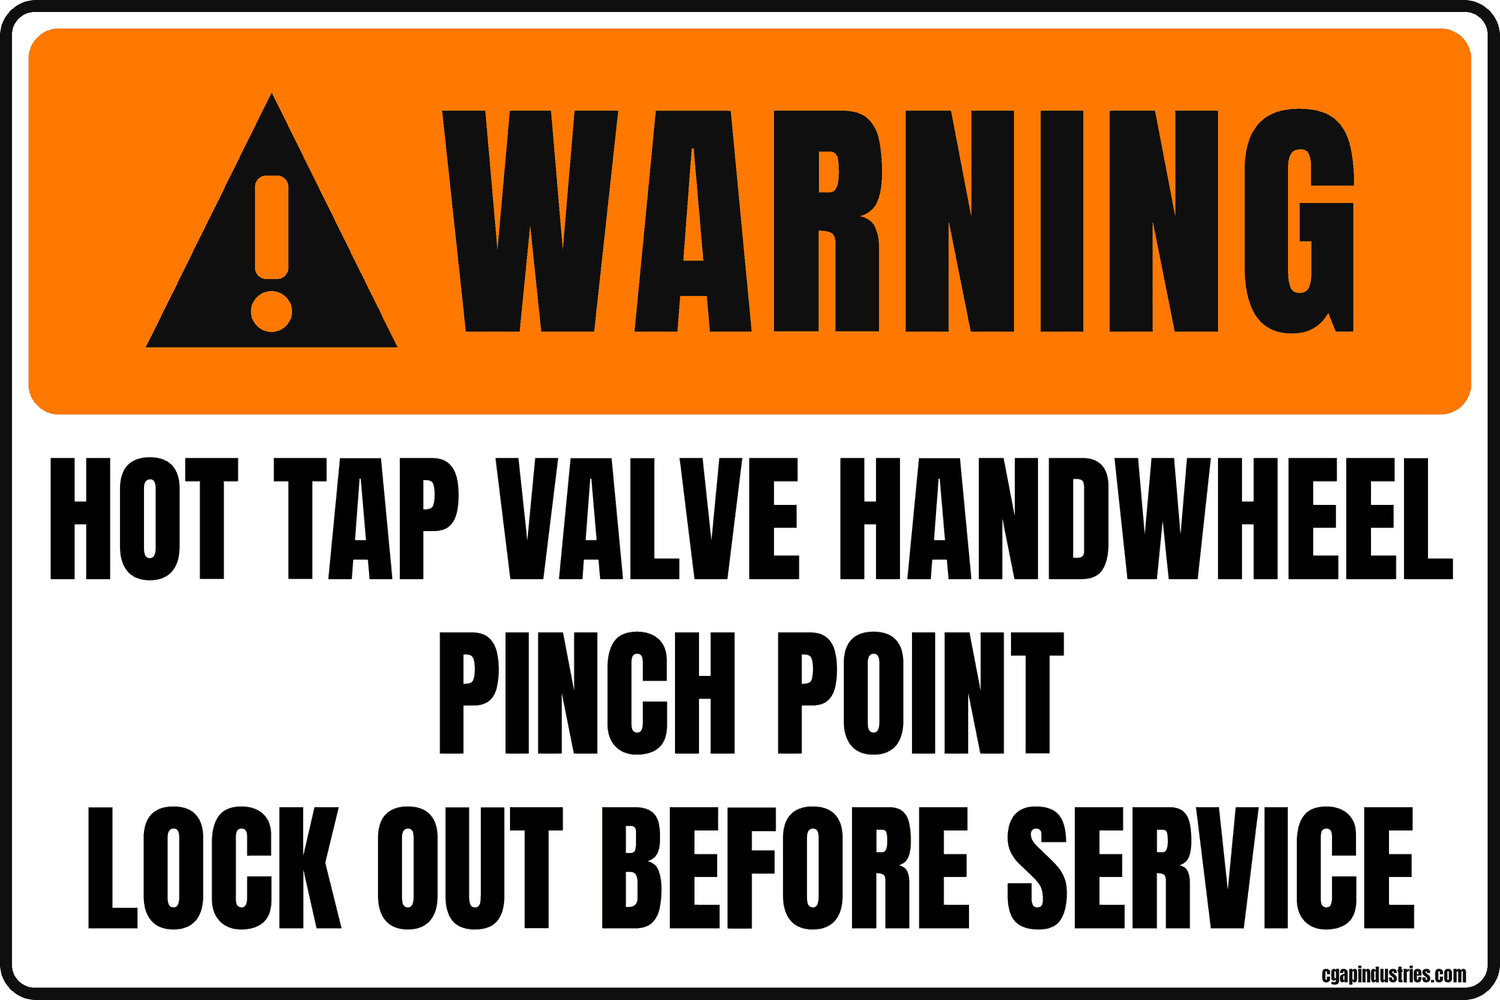 WARNING
HOT TAP VALVE HANDWHEEL
PINCH POINT
LOCK OUT BEFORE SERVICE
cgapindustries.com